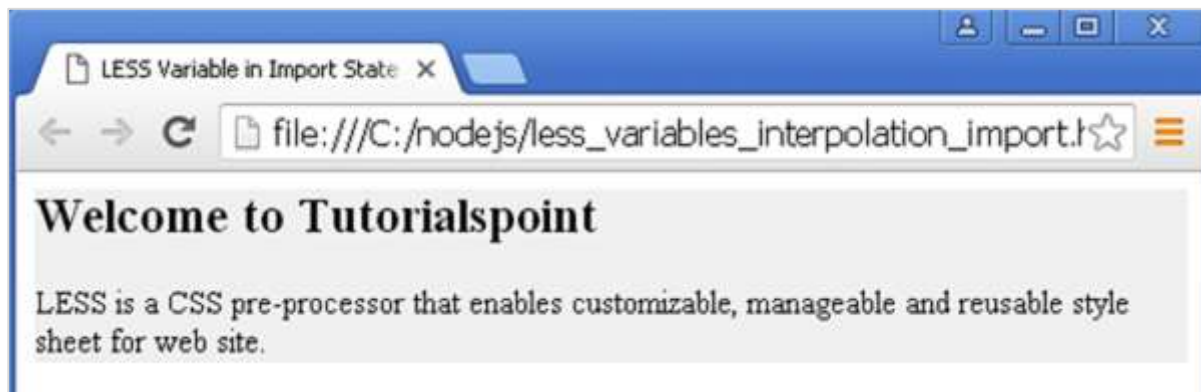 LESS Variable in Import State
file:///C:/nodejs/less_variables_interpolation_import.h
Welcome to Tutorialspoint
LESS is a CSS pre-processor that enables customizable, manageable and reusable style
sheet for web site.